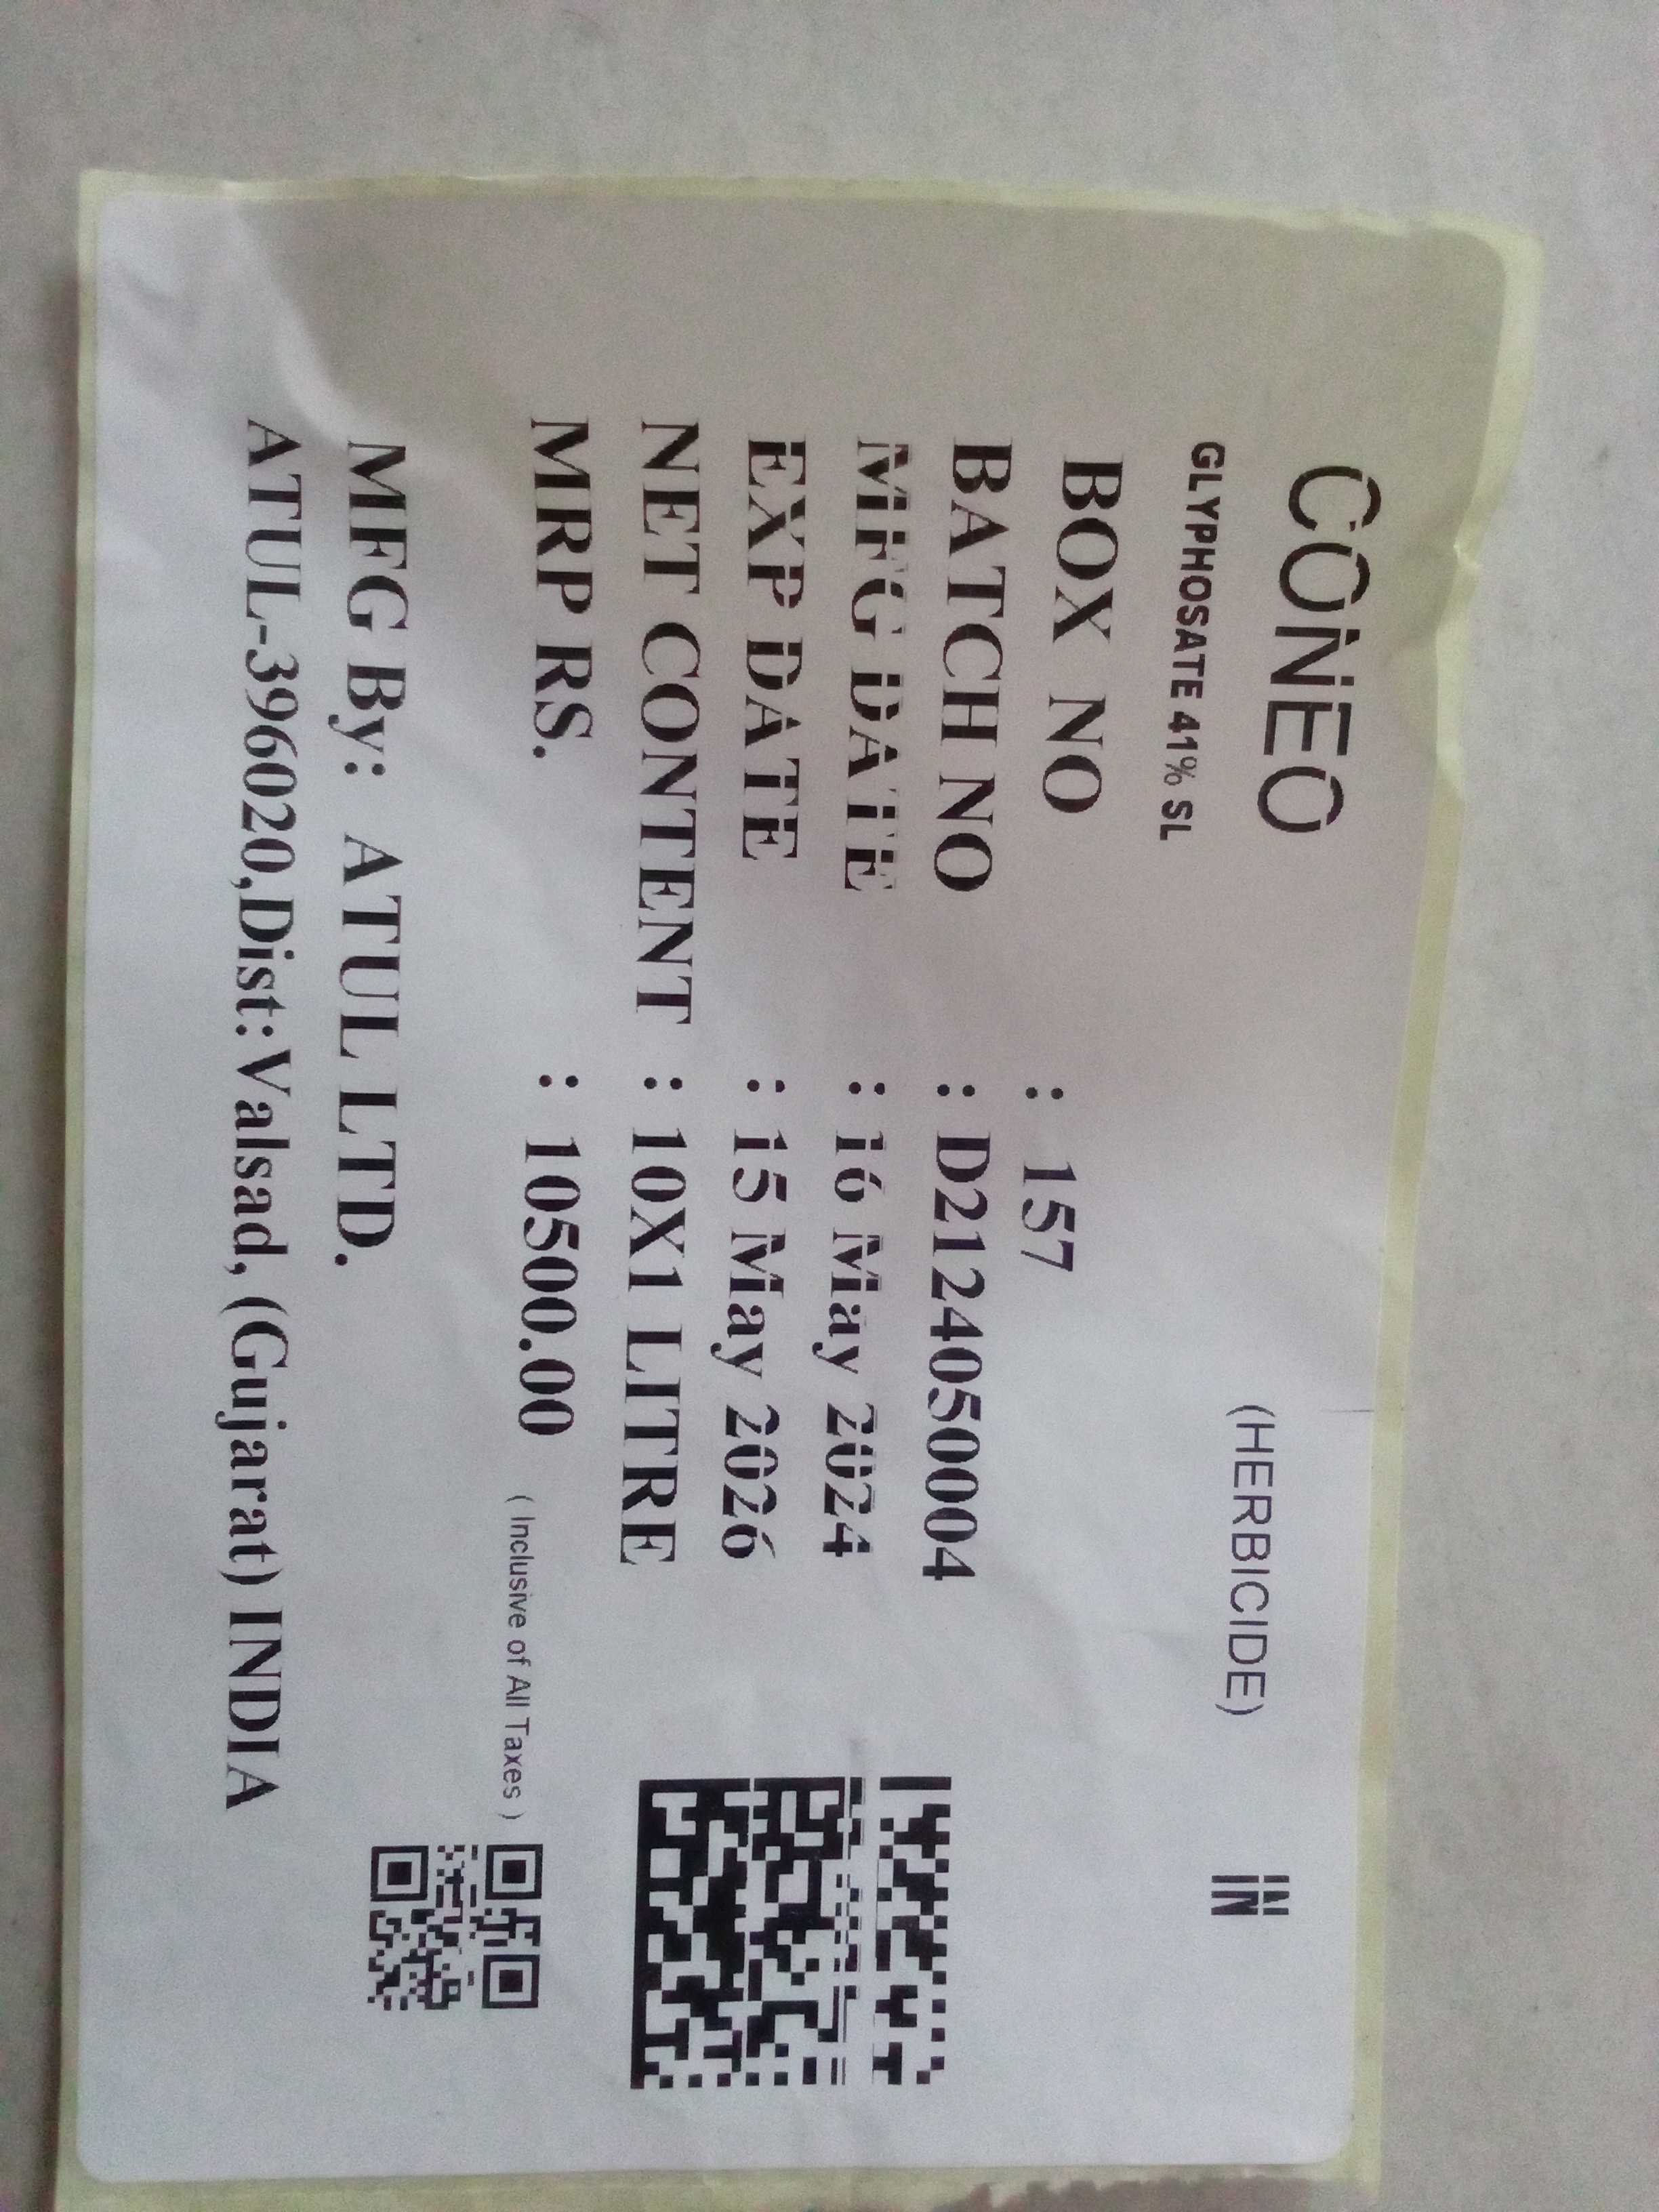 CONEO (HERBICIDE) IN
GLYPHOSATE 41% SL
BOX NO : 157
BATCH NO : D2124050004
MFG DATE : 16 May 2024
EXP DATE : 15 May 2026
NET CONTENT : 10X1 LITRE
MRP RS. : 10500.00 ( Inclusive of All Taxes )
MFG By: ATUL LTD.
ATUL-396020,Dist:Valsad, (Gujarat) INDIA